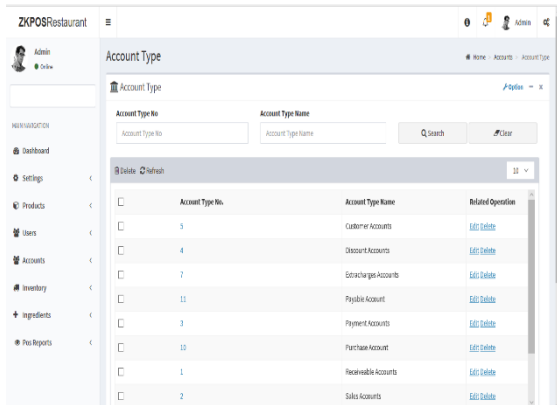 ZKPOSRestaurant
Admin
Admin
Online
Account Type
Home > Accounts > Account Type
Account Type
Option
Account Type No
Account Type Name
Account Type No
Account Type Name
Search
Clear
MAIN NAVIGATION
Dashboard
Settings
Products
Users
Accounts
Inventory
Ingredients
Pos Reports
Delete Refresh
Account Type No. Account Type Name Related Operation
5 Customer Accounts Edit Delete
4 Discount Accounts Edit Delete
7 Extracharges Accounts Edit Delete
11 Payable Account Edit Delete
3 Payment Accounts Edit Delete
10 Purchase Account Edit Delete
1 Receiveable Accounts Edit Delete
2 Sales Accounts Edit Delete